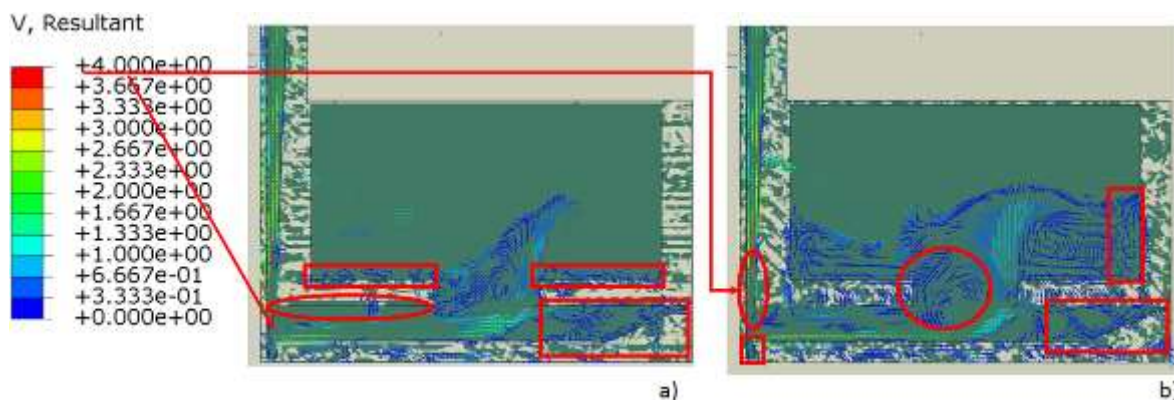 V, Resultant
+4.000e+00
+3.667e+00
+3.333e+00
+3.000e+00
+2.667e+00
+2.333e+00
+2.000e+00
+1.667e+00
+1.333e+00
+1.000e+00
+6.667e-01
+3.333e-01
+0.000e+00
a)
b)